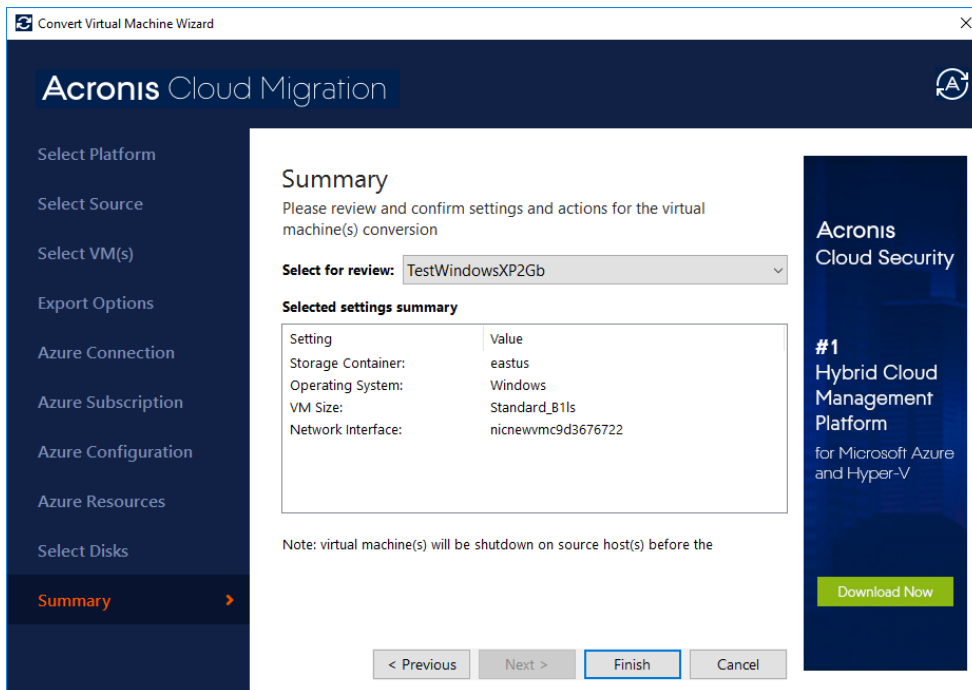 Convert Virtual Machine Wizard
Acronis Cloud Migration
Select Platform
Select Source
Select VM(s)
Export Options
Azure Connection
Azure Subscription
Azure Configuration
Azure Resources
Select Disks
Summary
Summary
Please review and confirm settings and actions for the virtual
machine(s) conversion
Select for review: TestWindowsXP2Gb
Selected settings summary
Setting Value
Storage Container: eastus
Operating System: Windows
VM Size: Standard_B1ls
Network Interface: nicnewvmc9d3676722
Note: virtual machine(s) will be shutdown on source host(s) before the
< Previous
Next >
Finish
Cancel
A
Acronis
Cloud Security
#1
Hybrid Cloud
Management
Platform
for Microsoft Azure
and Hyper-V
Download Now